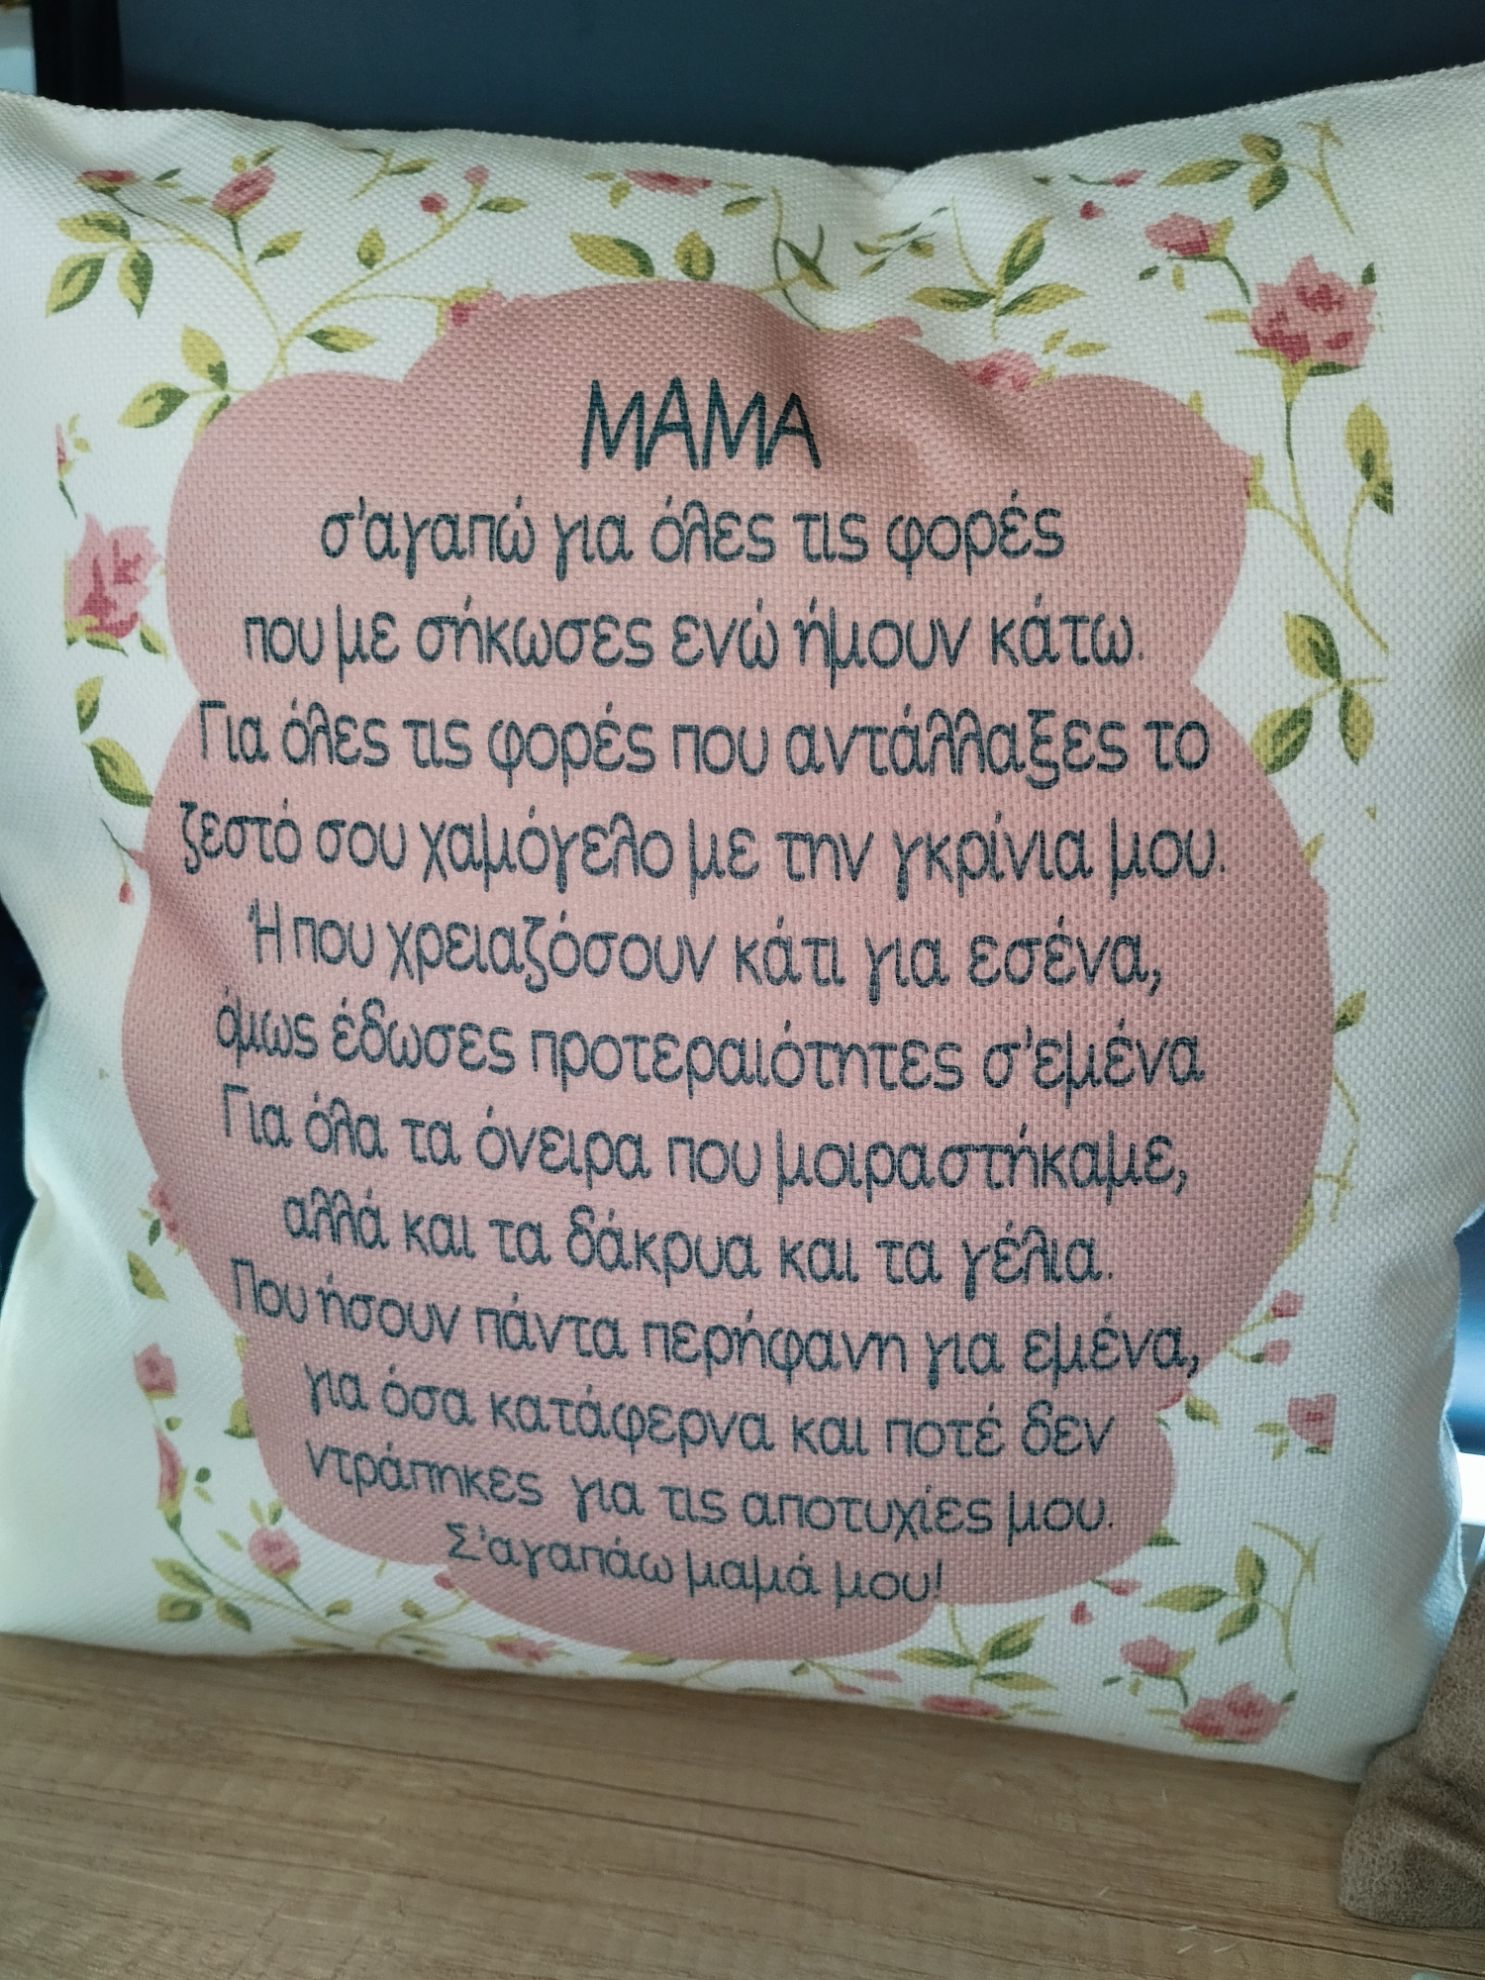 ΜΑΜΑ
σ'αγαπώ για όλες τις φορές
που με σήκωσες ενώ ήμουν κάτω.
Για όλες τις φορές που αντάλλαξες το
ζεστό σου χαμόγελο με την γκρίνια μου.
Ή που χρειαζόσουν κάτι για εσένα,
όμως έδωσες προτεραιότητες σ'εμένα
Για όλα τα όνειρα που μοιραστήκαμε,
αλλά και τα δάκρυα και τα γέλια.
Που ήσουν πάντα περήφανη για εμένα,
για όσα κατάφερνα και ποτέ δεν
ντράπηκες για τις αποτυχίες μου.
Σ'αγαπάω μαμά μου!